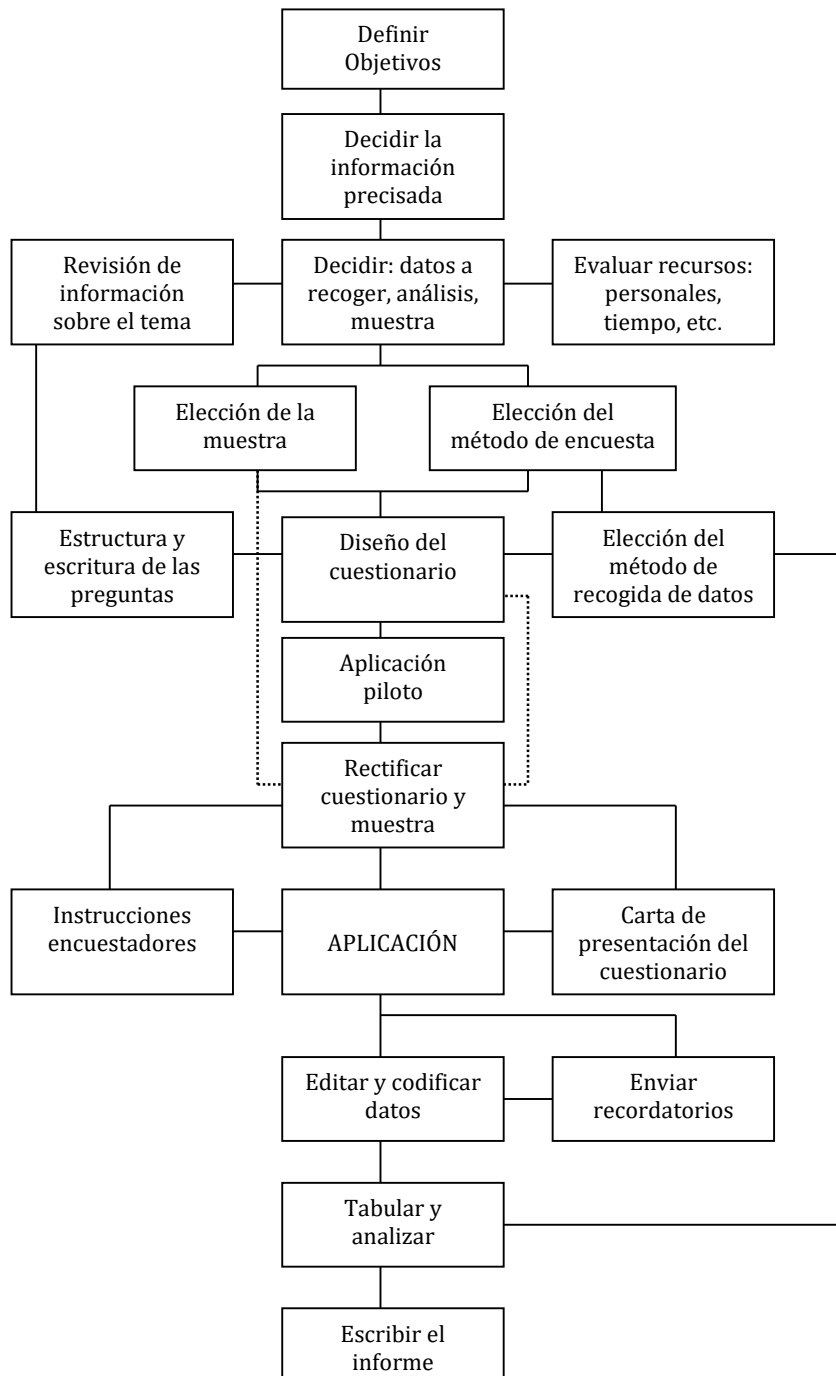 Definir
Objetivos
Decidir la
información
precisada
Revisión de
información
sobre el tema
Decidir: datos a
recoger, análisis,
muestra
Evaluar recursos:
personales,
tiempo, etc.
Elección de la
muestra
Elección del
método de encuesta
Estructura y
escritura de las
preguntas
Diseño del
cuestionario
Elección del
método de
recogida de datos
Aplicación
piloto
Rectificar
cuestionario y
muestra
Instrucciones
encuestadores
APLICACIÓN
Carta de
presentación del
cuestionario
Editar y codificar
datos
Enviar
recordatorios
Tabular y
analizar
Escribir el
informe